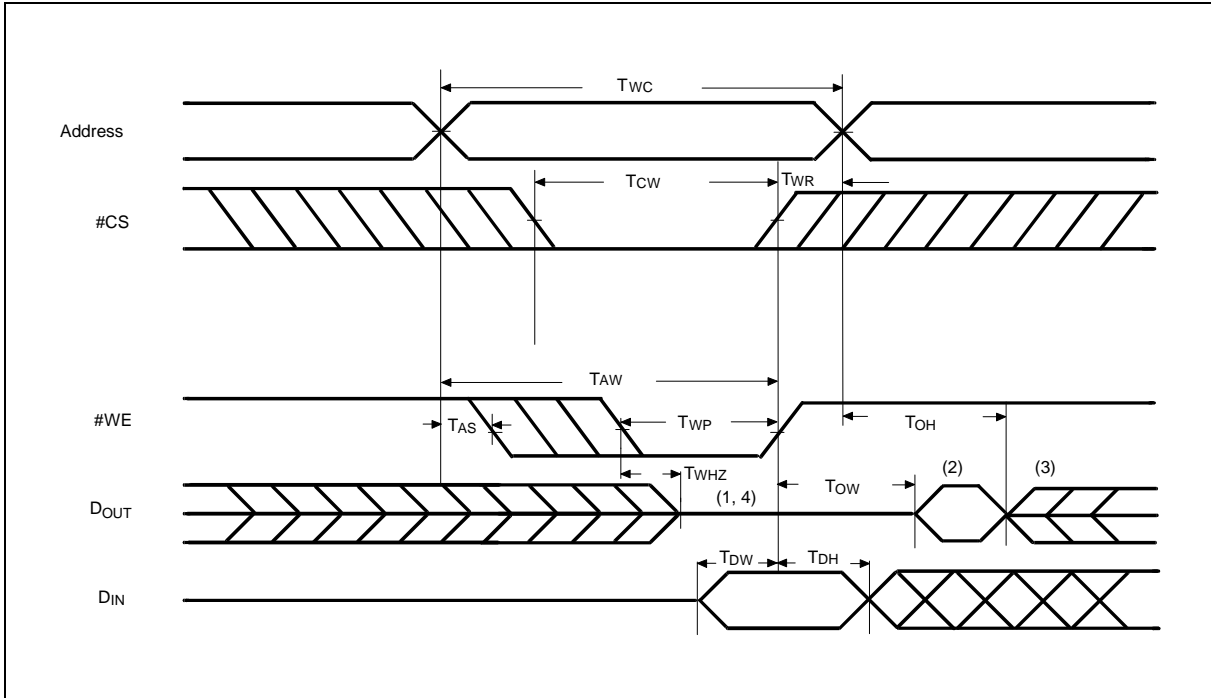 TWC
Address
TCW
TWR
#CS
TAW
#WE
TAS
TWP
TOH
TWHZ
(2)
(3)
DOUT
(1, 4)
TOW
TDW
TDH
DIN